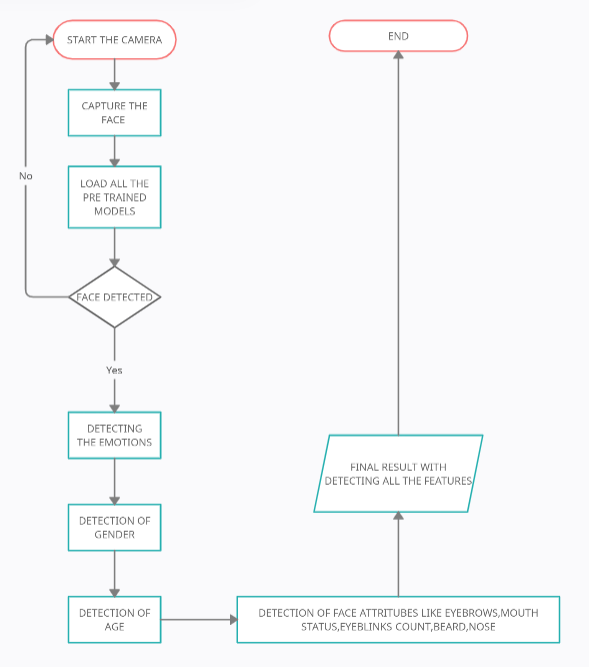 START THE CAMERA
CAPTURE THE
FACE
LOAD ALL THE
PRE TRAINED
MODELS
No
FACE DETECTED
Yes
DETECTING
THE EMOTIONS
DETECTION OF
GENDER
DETECTION OF
AGE
DETECTION OF FACE ATTRITUBES LIKE EYEBROWS,MOUTH
STATUS,EYEBLINKS COUNT,BEARD,NOSE
FINAL RESULT WITH
DETECTING ALL THE FEATURES
END